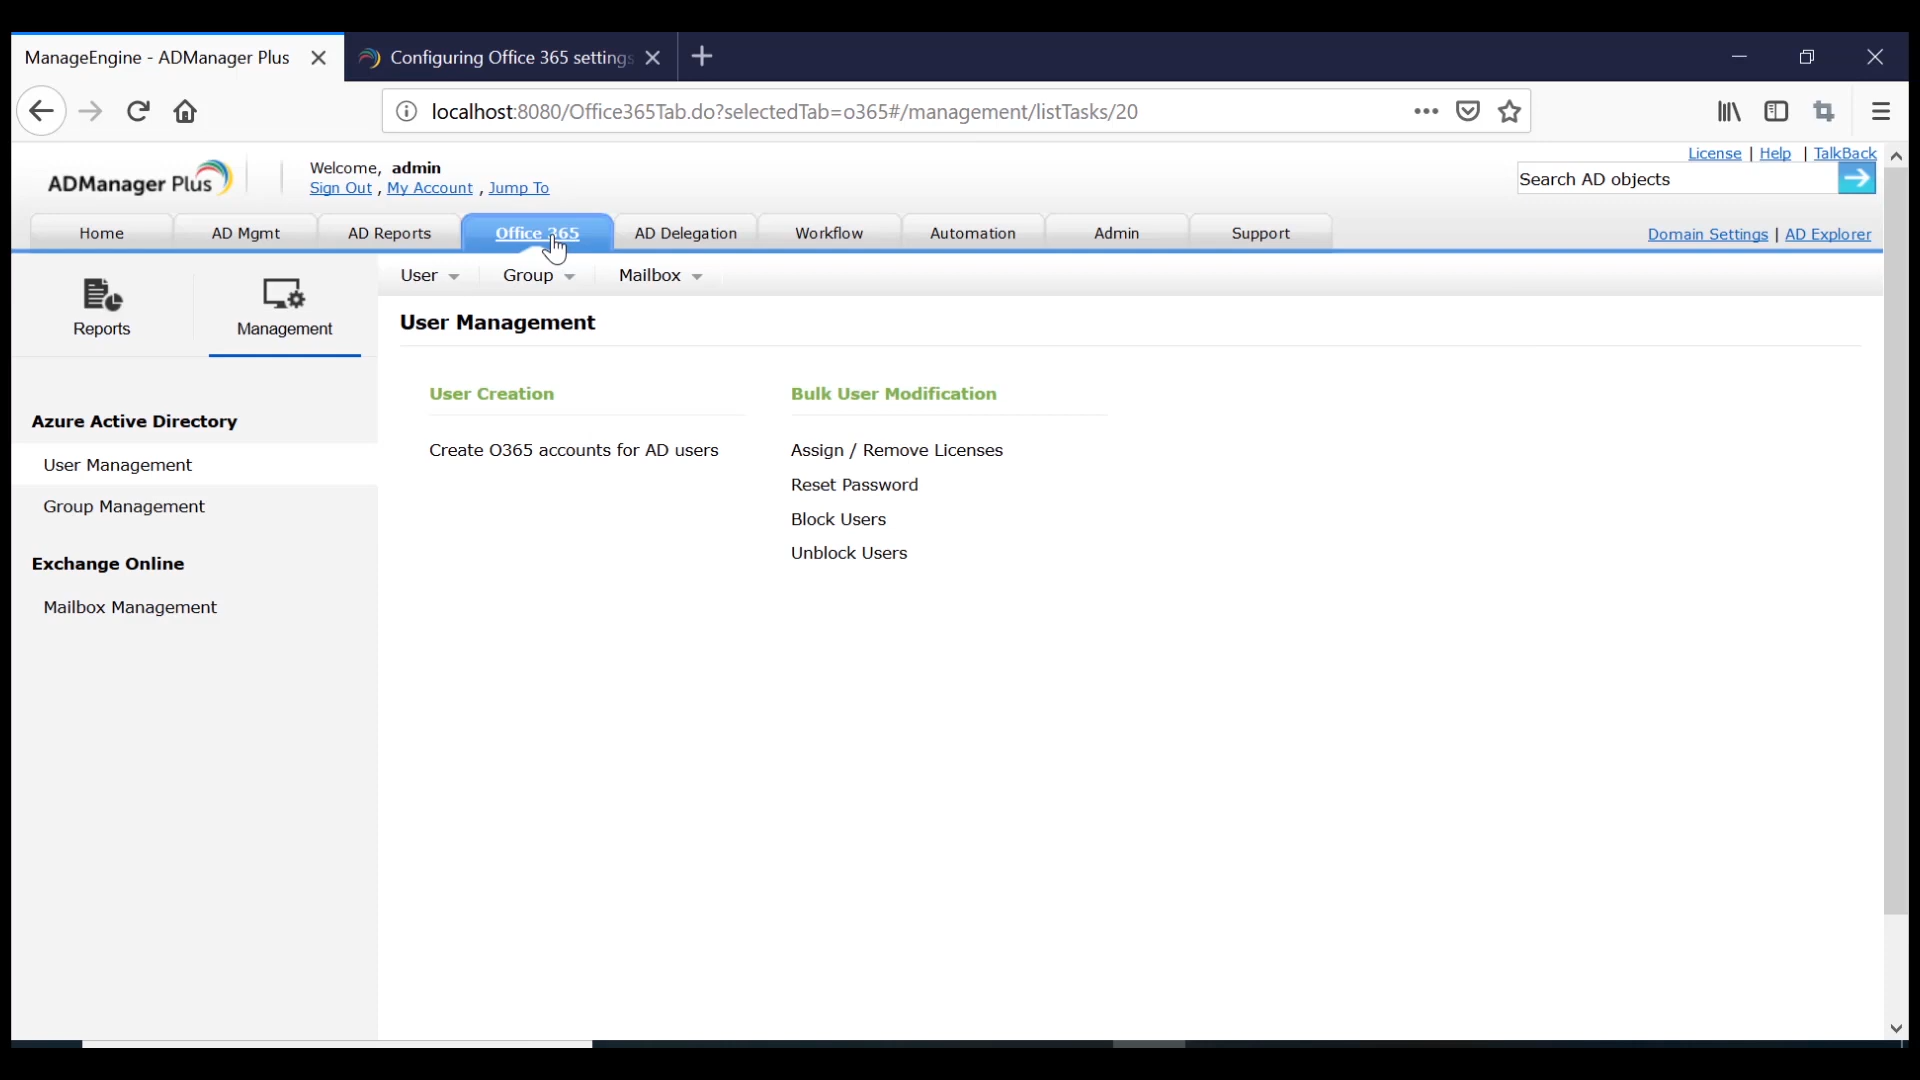 ManageEngine - ADManager Plus
Configuring Office 365 settings
localhost:8080/Office365Tab.do?selectedTab=o365#/management/listTasks/20
License | Help | TalkBack
ADManager Plus
Welcome, admin
Sign Out , My Account , Jump To
Search AD objects
Home AD Mgmt AD Reports Office 365 AD Delegation Workflow Automation Admin Support
Domain Settings | AD Explorer
Reports
Management
User Group Mailbox
User Management
User Creation
Create O365 accounts for AD users
Bulk User Modification
Assign / Remove Licenses
Reset Password
Block Users
Unblock Users
Azure Active Directory
User Management
Group Management
Exchange Online
Mailbox Management